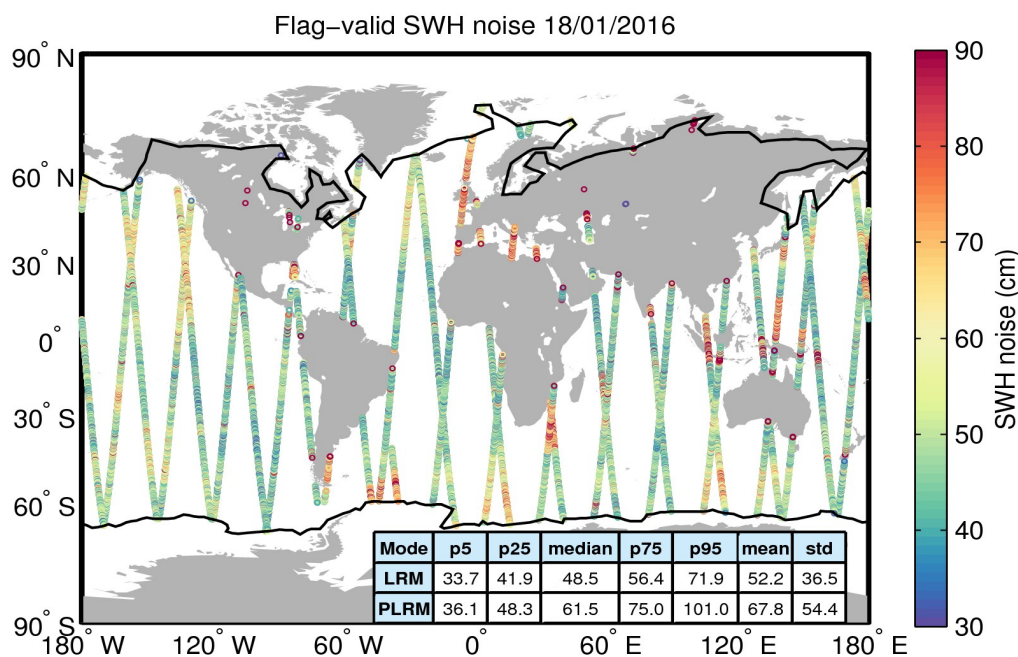 Flag−valid SWH noise 18/01/2016
90° N
60° N
30° N
0°
30° S
60° S
90° S
180° W
120° W
60° W
0°
60° E
120° E
180° E
Mode p5 p25 median p75 p95 mean std
LRM 33.7 41.9 48.5 56.4 71.9 52.2 36.5
PLRM 36.1 48.3 61.5 75.0 101.0 67.8 54.4
90
80
70
60
50
40
30
SWH noise (cm)